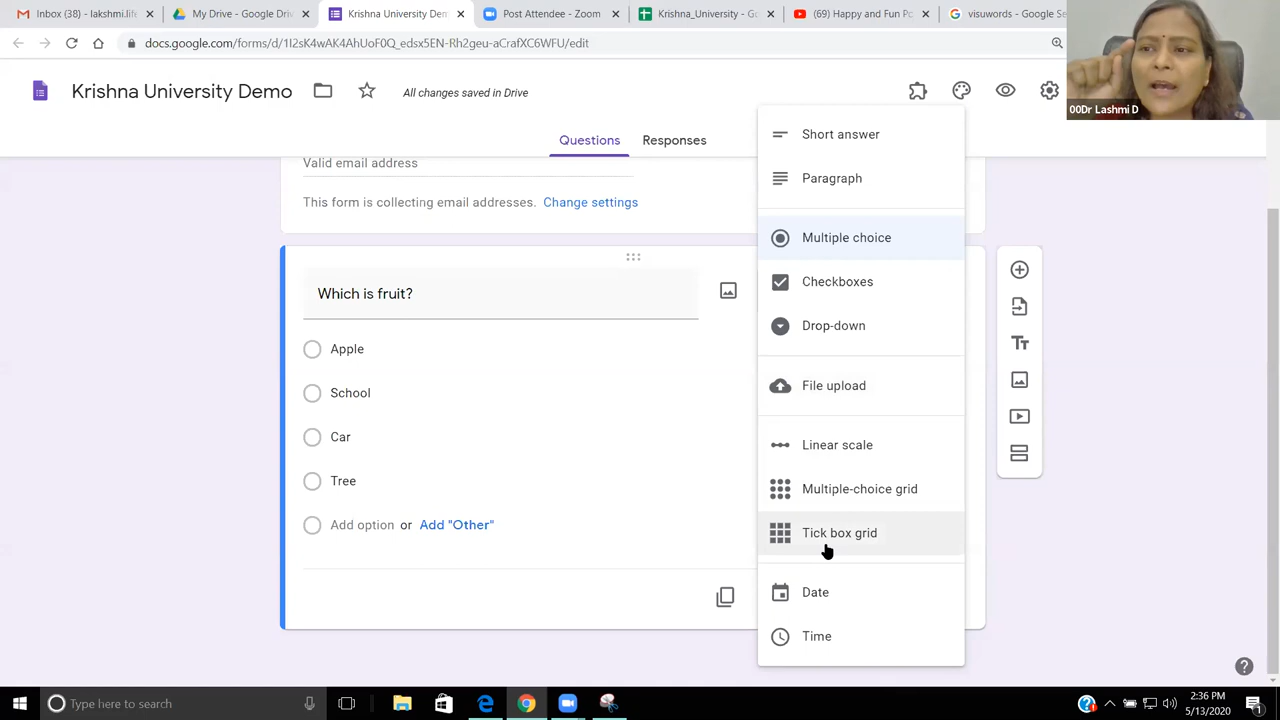 Inbox (38) - lakshmi.life
My Drive - Google Drive
Krishna University Demo
Post Attendee - Zoom
Krishna_University - Go
(69) Happy and Fun Po
visuwords - Google Se
docs.google.com/forms/d/1I2sK4wAK4AhUoF0Q_edsx5EN-Rh2geu-aCrafXC6WFU/edit
Krishna University Demo
All changes saved in Drive
00Dr Lashmi D
Questions
Responses
Valid email address
This form is collecting email addresses. Change settings
Which is fruit?
Apple
School
Car
Tree
Add option or Add "Other"
Short answer
Paragraph
Multiple choice
Checkboxes
Drop-down
File upload
Linear scale
Multiple-choice grid
Tick box grid
Date
Time
Type here to search
2:36 PM
5/13/2020